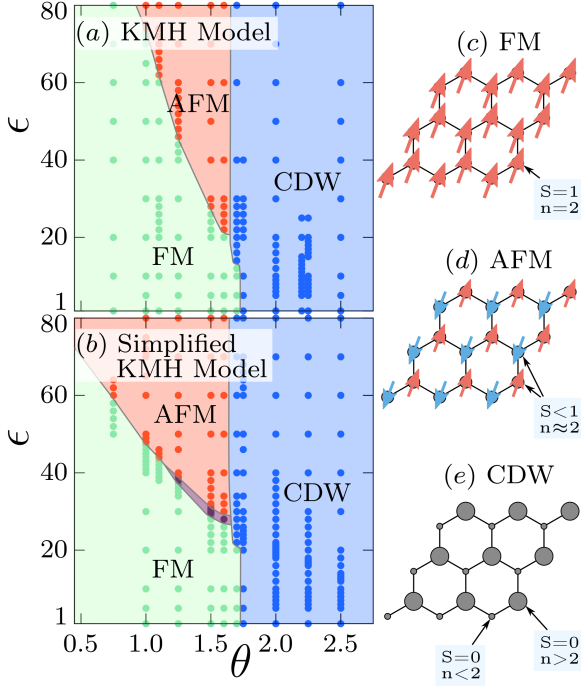 (a) KMH Model
80
60
40
20
1
ϵ
AFM
CDW
FM
(b) Simplified
KMH Model
80
60
40
20
1
ϵ
AFM
CDW
FM
0.5
1.0
1.5
2.0
2.5
θ
(c) FM
S=1
n=2
(d) AFM
S<1
n≈2
(e) CDW
S=0
n<2
S=0
n>2